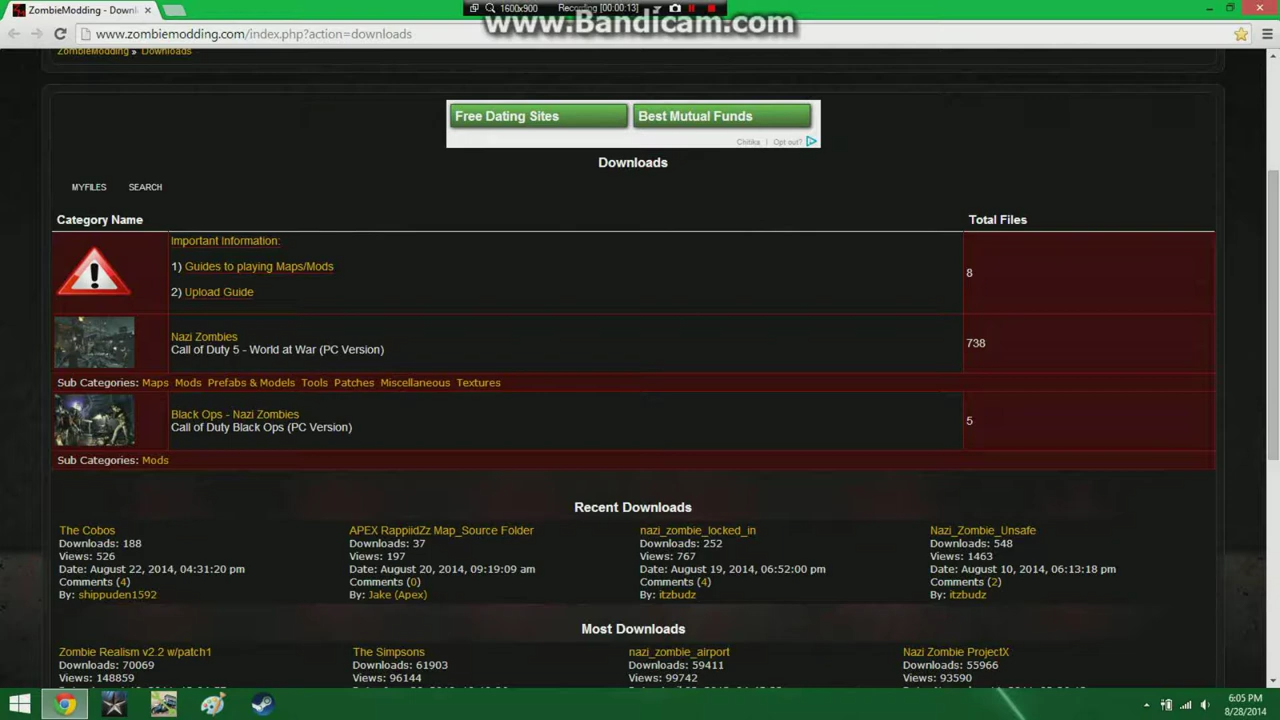 ZombieModding - Downl
1600x900
Recording [00:00:13]
www.Bandicam.com
www.zombiemodding.com/index.php?action=downloads
ZombieModding » Downloads
Free Dating Sites
Best Mutual Funds
Chitika | Opt out?
Downloads
MYFILES SEARCH
Category Name Total Files
Important Information:
1) Guides to playing Maps/Mods
8
2) Upload Guide
Nazi Zombies
Call of Duty 5 - World at War (PC Version)
738
Sub Categories: Maps Mods Prefabs & Models Tools Patches Miscellaneous Textures
Black Ops - Nazi Zombies
Call of Duty Black Ops (PC Version)
5
Sub Categories: Mods
Recent Downloads
The Cobos
Downloads: 188
Views: 526
Date: August 22, 2014, 04:31:20 pm
Comments (4)
By: shippuden1592
APEX RappiidZz Map_Source Folder
Downloads: 37
Views: 197
Date: August 20, 2014, 09:19:09 am
Comments (0)
By: Jake (Apex)
nazi_zombie_locked_in
Downloads: 252
Views: 767
Date: August 19, 2014, 06:52:00 pm
Comments (4)
By: itzbudz
Nazi_Zombie_Unsafe
Downloads: 548
Views: 1463
Date: August 10, 2014, 06:13:18 pm
Comments (2)
By: itzbudz
Most Downloads
Zombie Realism v2.2 w/patch1
Downloads: 70069
Views: 148859
The Simpsons
Downloads: 61903
Views: 96144
nazi_zombie_airport
Downloads: 59411
Views: 99742
Nazi Zombie ProjectX
Downloads: 55966
Views: 93590
6:05 PM
8/28/2014